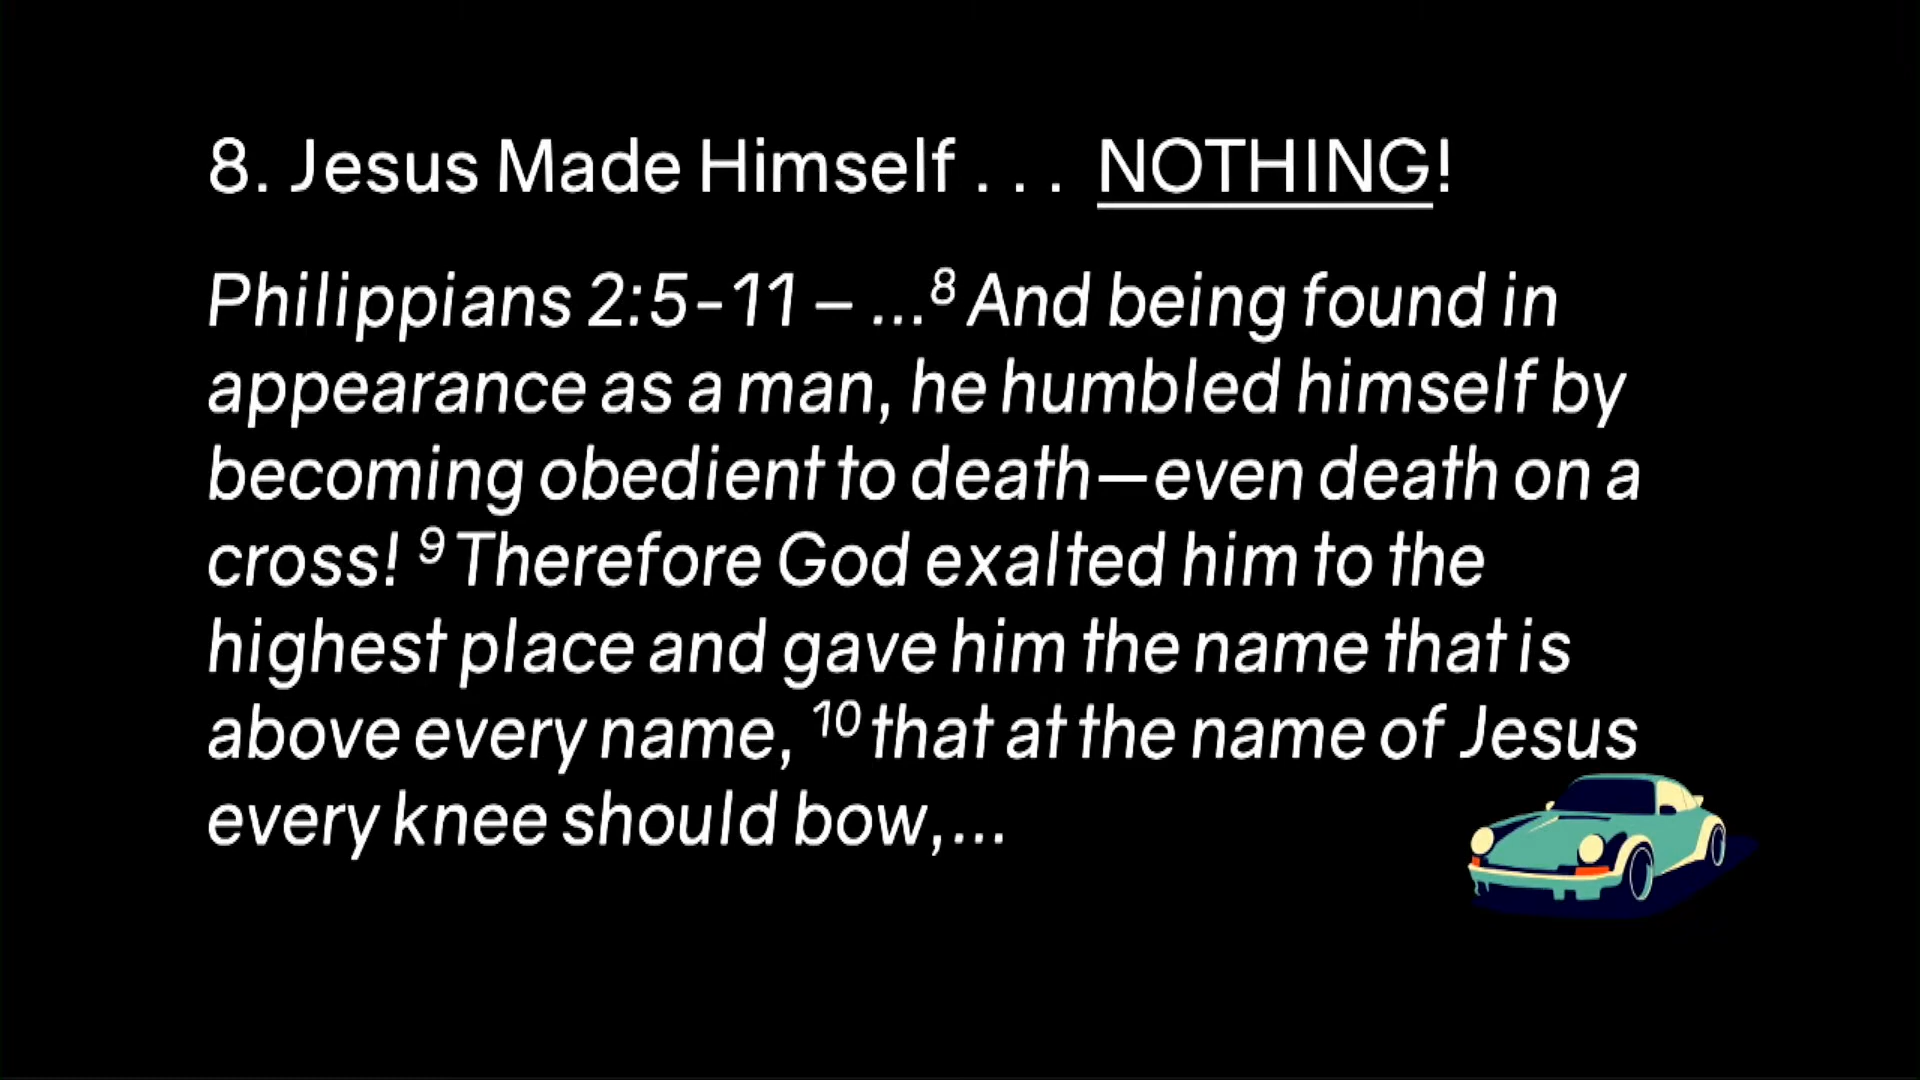 8. Jesus Made Himself . . . NOTHING!
Philippians 2:5-11 – ...⁸ And being found in
appearance as a man, he humbled himself by
becoming obedient to death—even death on a
cross! ⁹ Therefore God exalted him to the
highest place and gave him the name that is
above every name, ¹⁰ that at the name of Jesus
every knee should bow,...